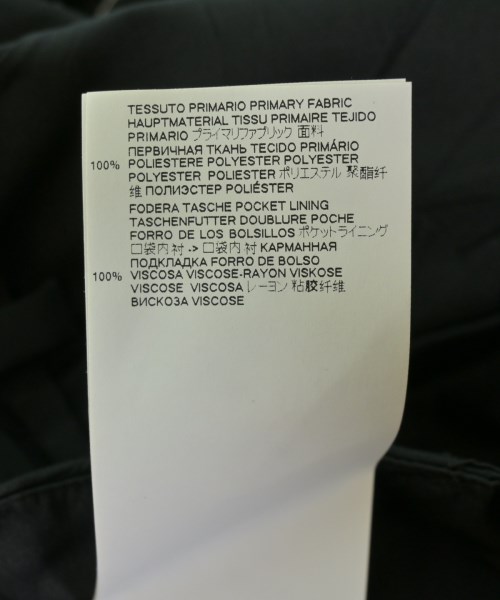 TESSUTO PRIMARIO PRIMARY FABRIC
HAUPTMATERIAL TISSU PRIMAIRE TEJIDO
PRIMARIO プライマリファブリック 面料
ПЕРВИЧНАЯ ТКАНЬ TECIDO PRIMÁRIO
100% POLIESTERE POLYESTER POLYESTER
POLYESTER POLIESTER ポリエステル 聚酯纤
维 ПОЛИЭСТЕР POLIÉSTER
FODERA TASCHE POCKET LINING
TASCHENFUTTER DOUBLURE POCHE
FORRO DE LOS BOLSILLOS ポケットライニング
口袋内衬 -> 口袋内衬 КАРМАННАЯ
ПОДКЛАДКА FORRO DE BOLSO
100% VISCOSA VISCOSE-RAYON VISKOSE
VISCOSE VISCOSA レーヨン 粘胶纤维
ВИСКОЗА VISCOSE